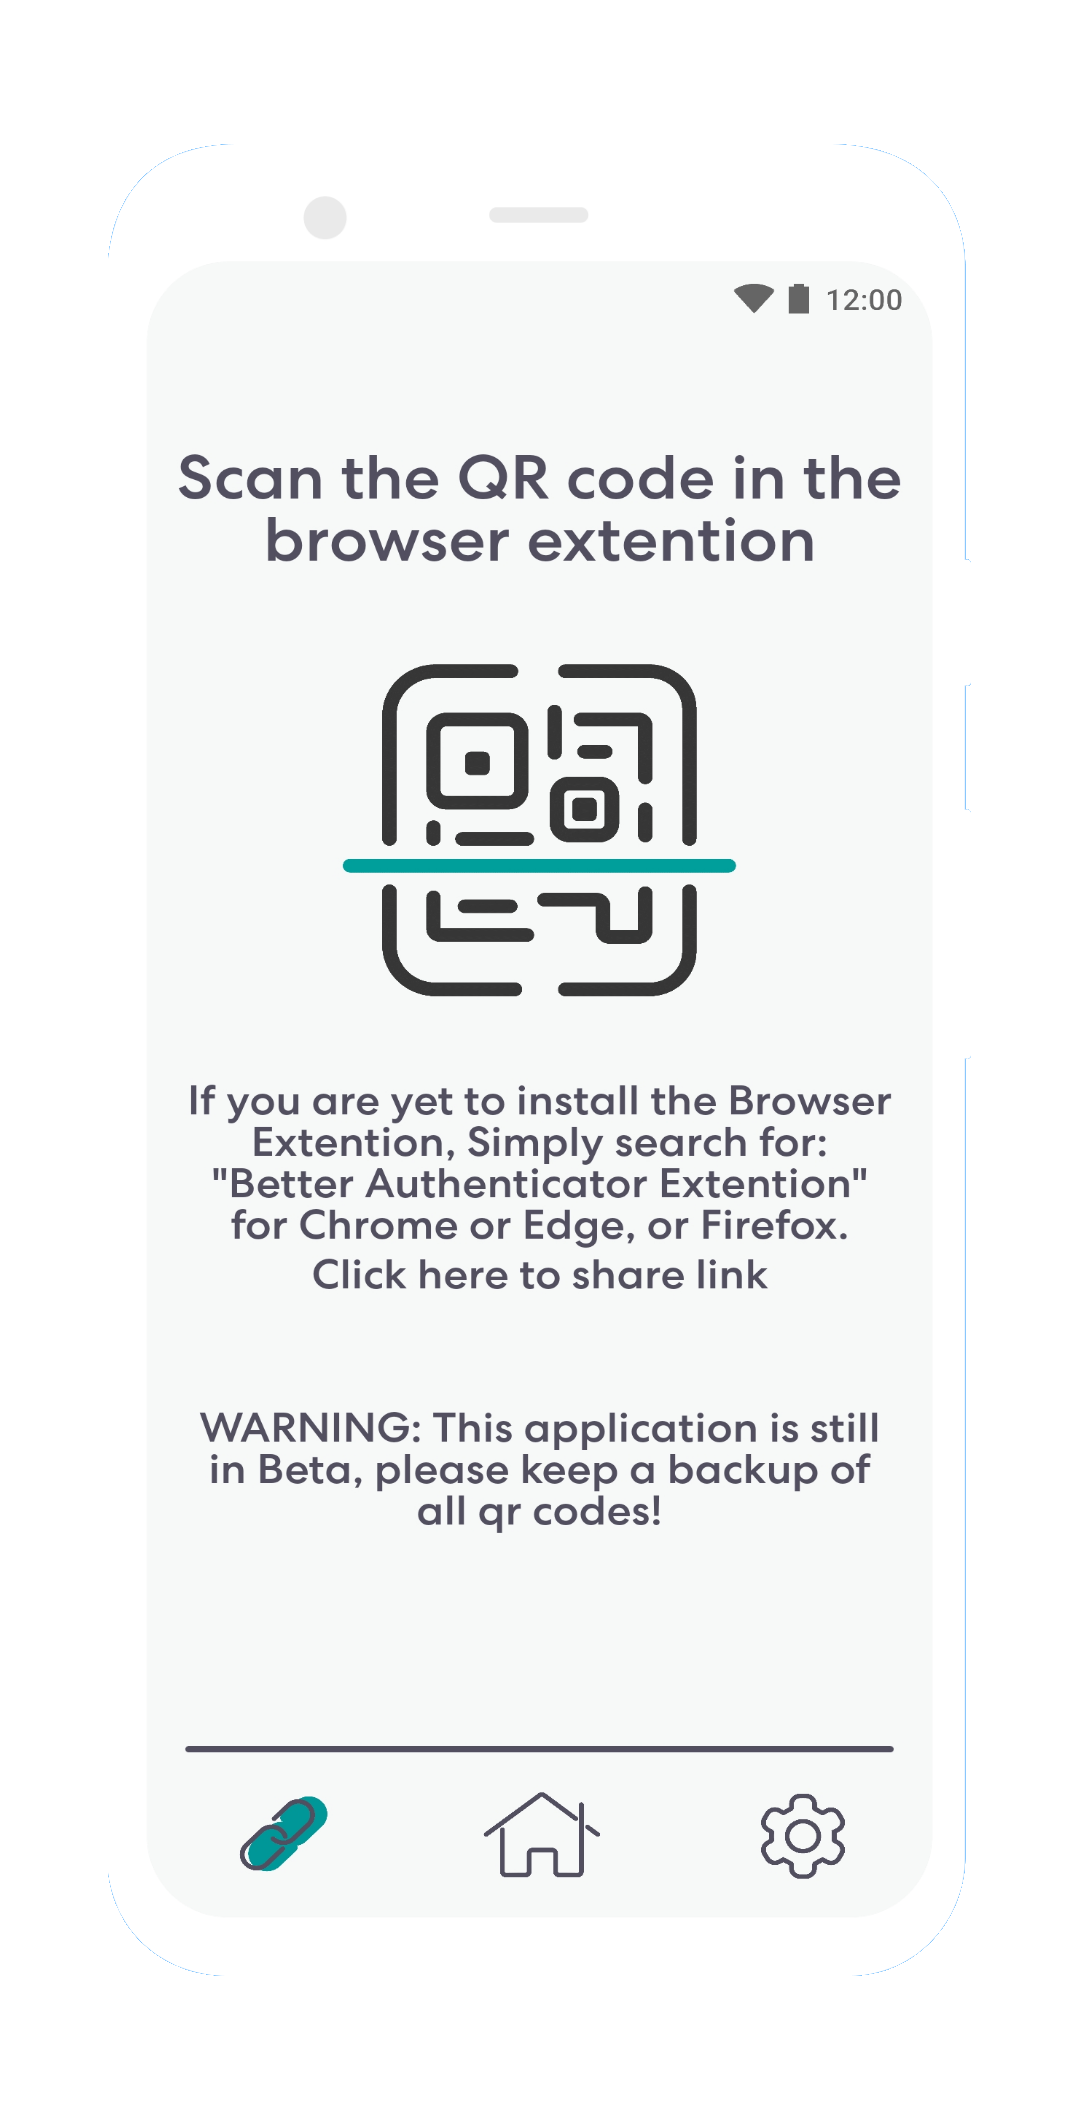 12:00
Scan the QR code in the
browser extention
If you are yet to install the Browser
Extention, Simply search for:
"Better Authenticator Extention"
for Chrome or Edge, or Firefox.
Click here to share link
WARNING: This application is still
in Beta, please keep a backup of
all qr codes!